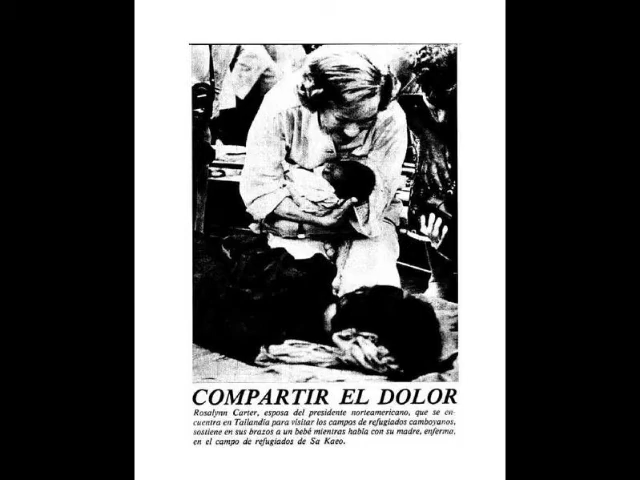 COMPARTIR EL DOLOR
Rosalynn Carter, esposa del presidente norteamericano, que se en-
cuentra en Tailandia para visitar los campos de refugiados camboyanos,
sostiene en sus brazos a un bebé mientras habla con su madre, enferma,
en el campo de refugiados de Sa Kaeo.